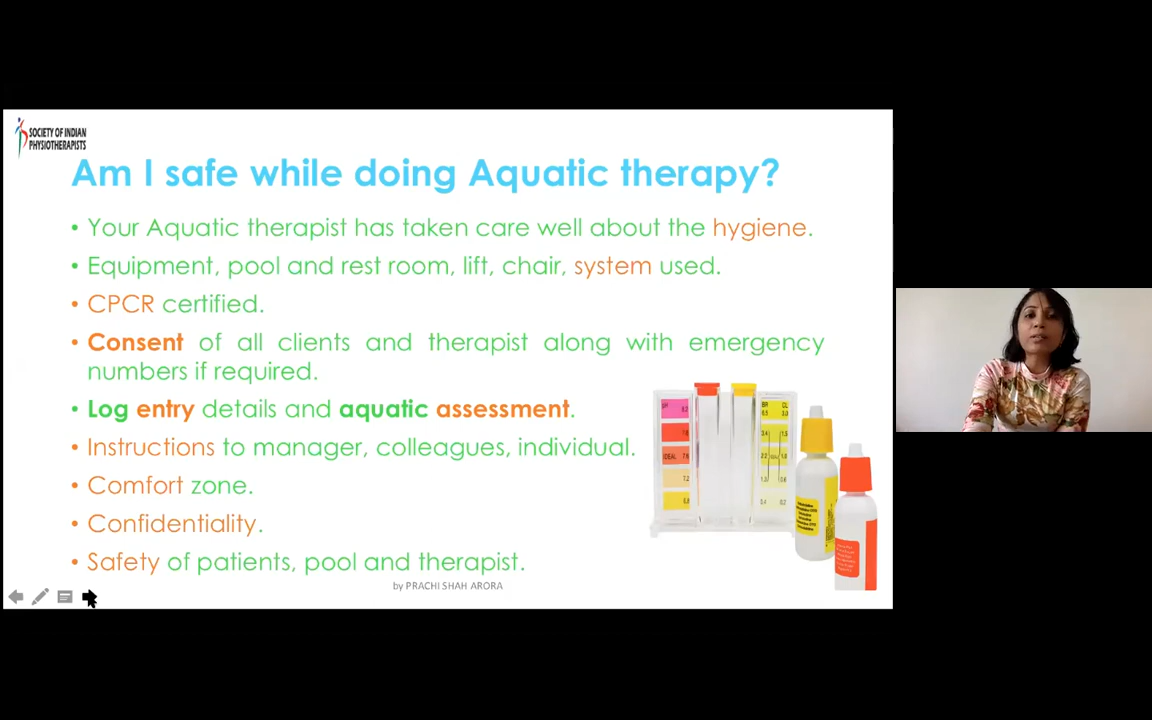 SOCIETY OF INDIAN
PHYSIOTHERAPISTS
Am I safe while doing Aquatic therapy?
• Your Aquatic therapist has taken care well about the hygiene.
• Equipment, pool and rest room, lift, chair, system used.
• CPCR certified.
• Consent of all clients and therapist along with emergency
numbers if required.
• Log entry details and aquatic assessment.
• Instructions to manager, colleagues, individual.
• Comfort zone.
• Confidentiality.
• Safety of patients, pool and therapist.
by PRACHI SHAH ARORA
IDEAL